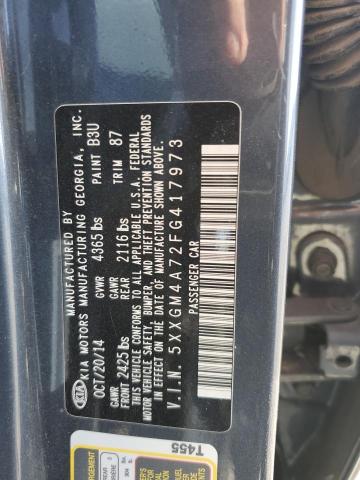 KIA
MANUFACTURED BY
KIA MOTORS MANUFACTURING GEORGIA, INC.
OCT/20/14 GVWR 4365 lbs PAINT B3U
GAWR FRONT 2425 lbs GAWR REAR 2116 lbs TRIM 87
THIS VEHICLE CONFORMS TO ALL APPLICABLE U.S.A. FEDERAL
MOTOR VEHICLE SAFETY, BUMPER, AND THEFT PREVENTION STANDARDS
IN EFFECT ON THE DATE OF MANUFACTURE SHOWN ABOVE.
V.I.N. 5XXGM4A72FG417973
PASSENGER CAR
T455